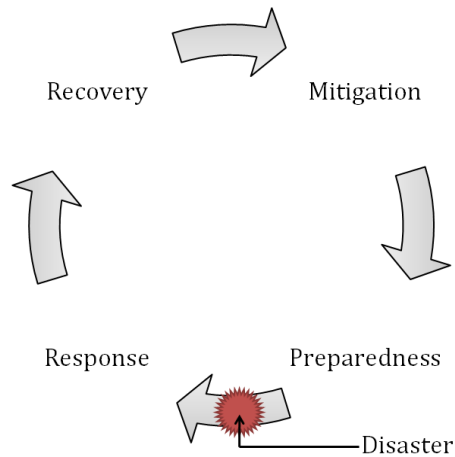 Recovery
Mitigation
Response
Preparedness
Disaster